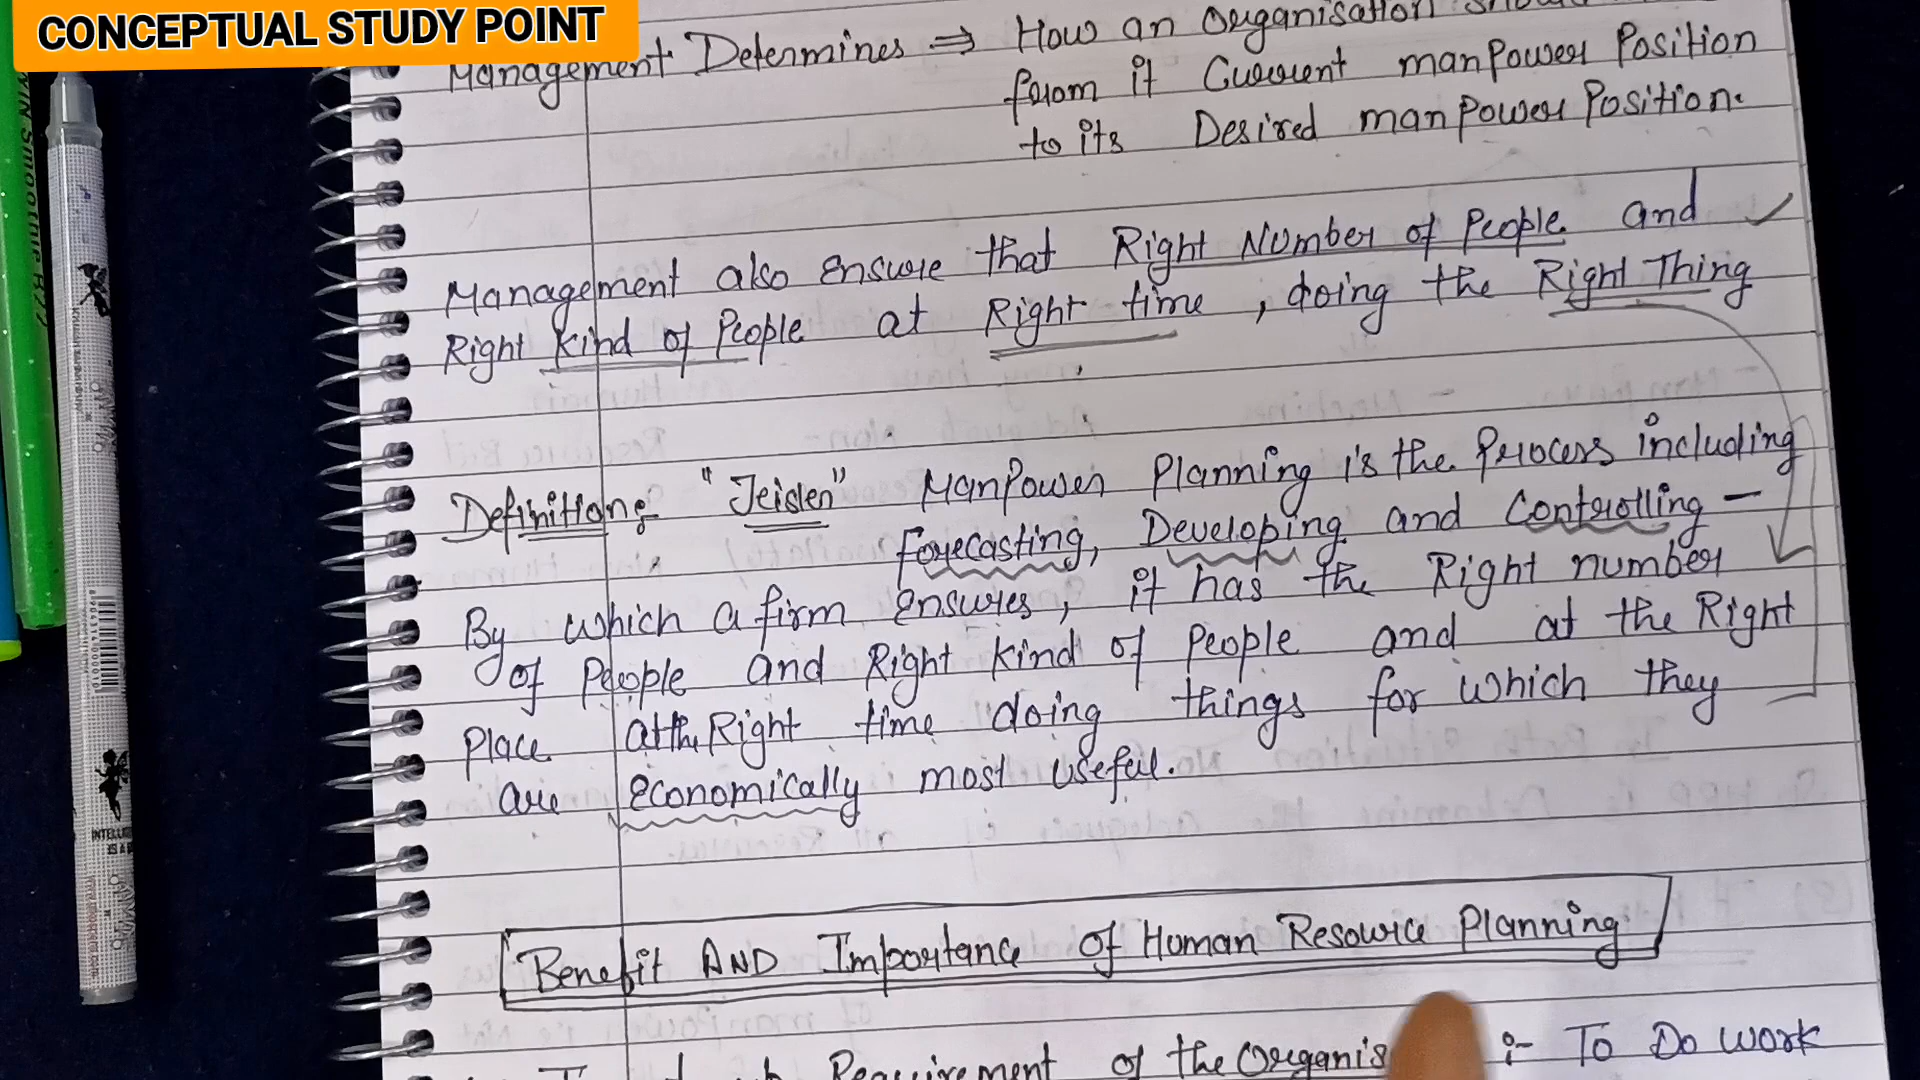 CONCEPTUAL STUDY POINT
Management Determines ⇒ How an Organisation
from it Current manpower Position
to its Desired manpower Position.
Management also ensure that Right Number of People and ✓
Right kind of People at Right time, doing the Right Thing
Definition:- "Jeislen" ManPower Planning is the Process including
forecasting, Developing and Controlling -
By which a firm ensures, it has the Right number
of People and Right kind of People and at the Right
Place at the Right time doing things for which they
are economically most useful.
Benefit AND Importance Of Human Resource Planning
Requirement of the Organis :- To Do work